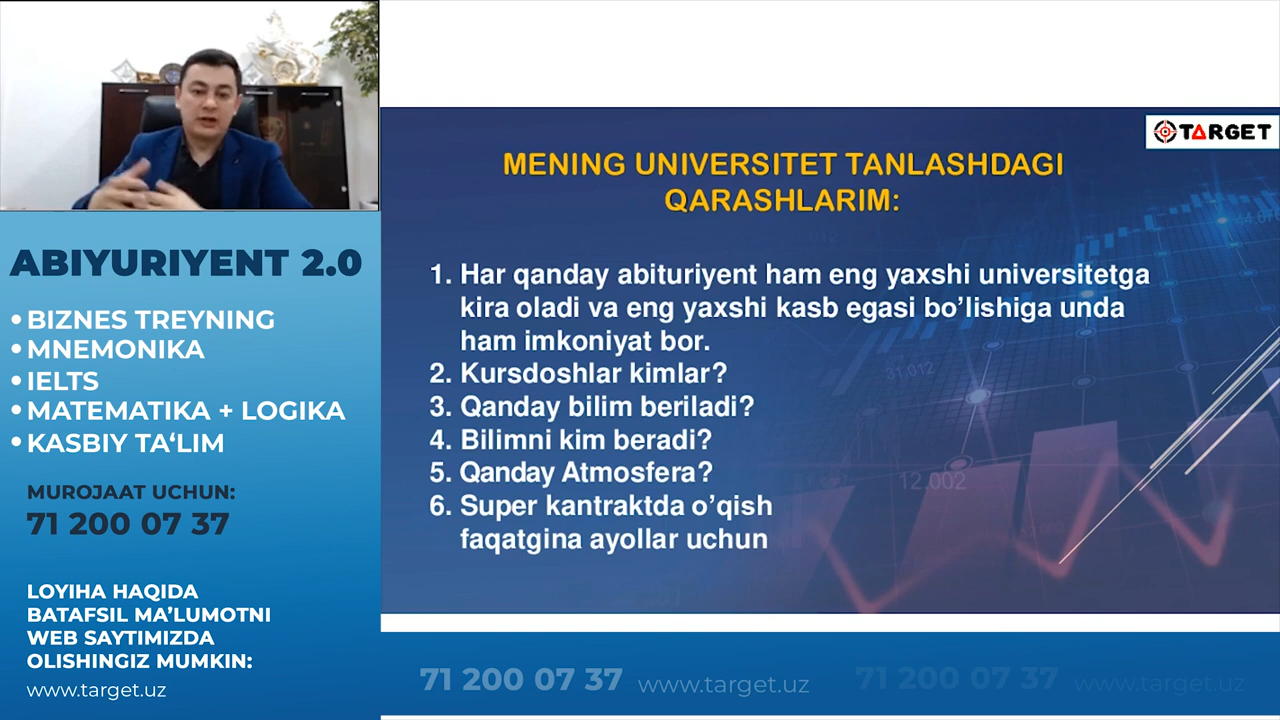 ABIYURIYENT 2.0
• BIZNES TREYNING
• MNEMONIKA
• IELTS
• MATEMATIKA + LOGIKA
• KASBIY TA‘LIM
MUROJAAT UCHUN:
71 200 07 37
LOYIHA HAQIDA
BATAFSIL MA’LUMOTNI
WEB SAYTIMIZDA
OLISHINGIZ MUMKIN:
www.target.uz
TARGET
MENING UNIVERSITET TANLASHDAGI
QARASHLARIM:
1. Har qanday abituriyent ham eng yaxshi universitetga
kira oladi va eng yaxshi kasb egasi bo’lishiga unda
ham imkoniyat bor.
2. Kursdoshlar kimlar?
3. Qanday bilim beriladi?
4. Bilimni kim beradi?
5. Qanday Atmosfera?
6. Super kantraktda o’qish
faqatgina ayollar uchun
31.012
12.002
71 200 07 37 www.target.uz 71 200 07 37 www.target.uz